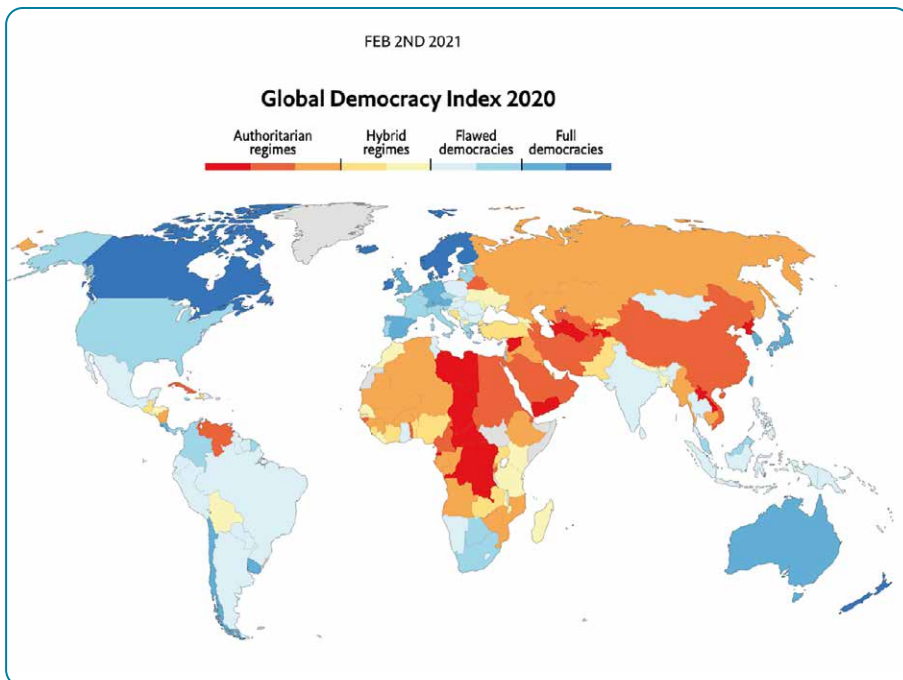 FEB 2ND 2021
Global Democracy Index 2020
Authoritarian regimes
Hybrid regimes
Flawed democracies
Full democracies